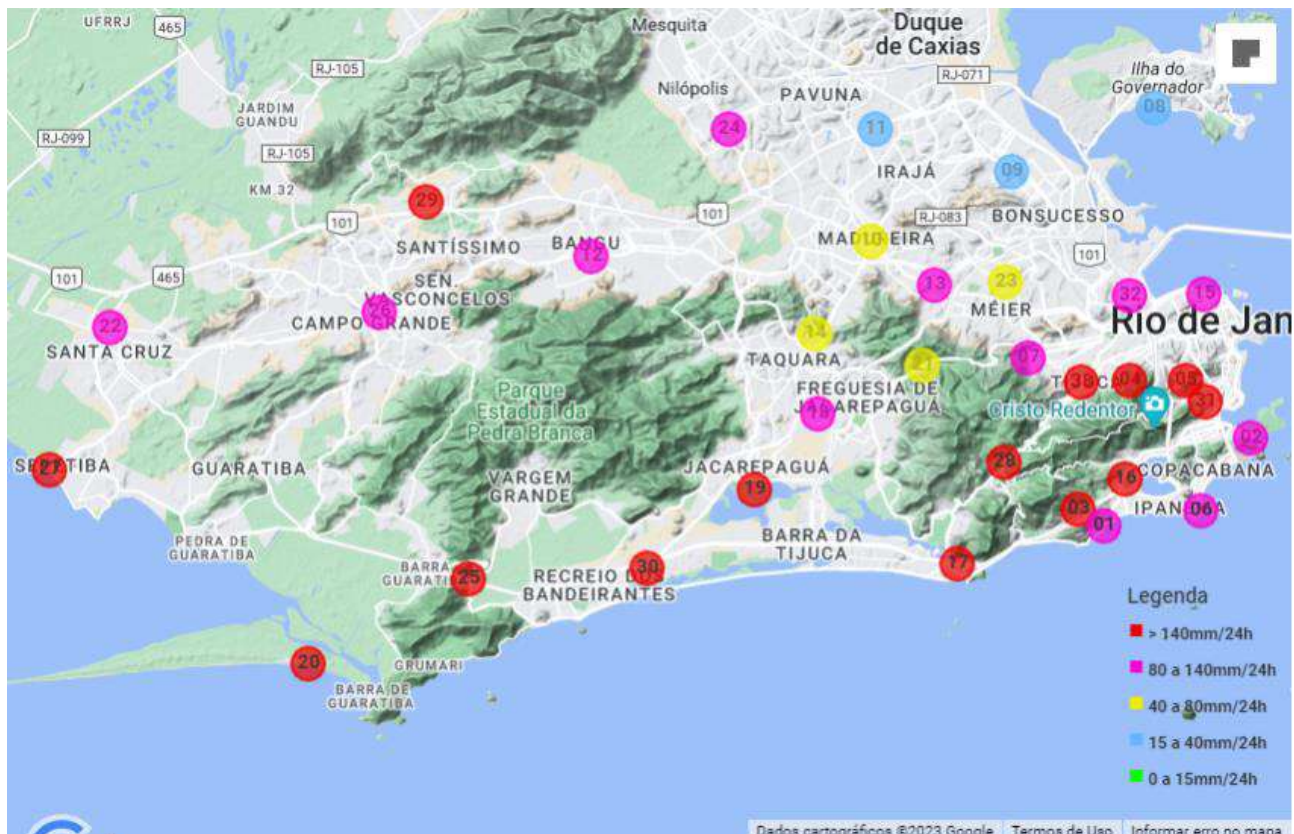 UFRRJ
465
Mesquita
Duque
de Caxias
RJ-105
RJ-071
Ilha do
Governador
Nilópolis
PAVUNA
08
JARDIM
GUANDU
24
11
RJ-099
RJ-105
IRAJÁ
09
KM 32
29
101
101
RJ-083
BONSUCESSO
SANTÍSSIMO
BANGU
12
MADUREIRA
10
101
101
465
SEN.
VASCONCELOS
26
13
23
32
15
22
CAMPO GRANDE
MÉIER
Rio de Jan
SANTA CRUZ
14
TAQUARA
21
07
Parque
Estadual da
Pedra Branca
FREGUESIA DE
JACAREPAGUÁ
18
04
05
31
Cristo Redentor
02
SEPETIBA
27
GUARATIBA
VARGEM
GRANDE
JACAREPAGUÁ
19
28
16
COPACABANA
03
01
IPANEMA
06
PEDRA DE
GUARATIBA
BARRA DA
TIJUCA
BARRA
25
RECREIO DOS
BANDEIRANTES
30
17
20
GRUMARI
BARRA DE
GUARATIBA
Legenda
> 140mm/24h
80 a 140mm/24h
40 a 80mm/24h
15 a 40mm/24h
0 a 15mm/24h
Dados cartográficos ©2023 Google
Termos de Uso
Informar erro no mapa